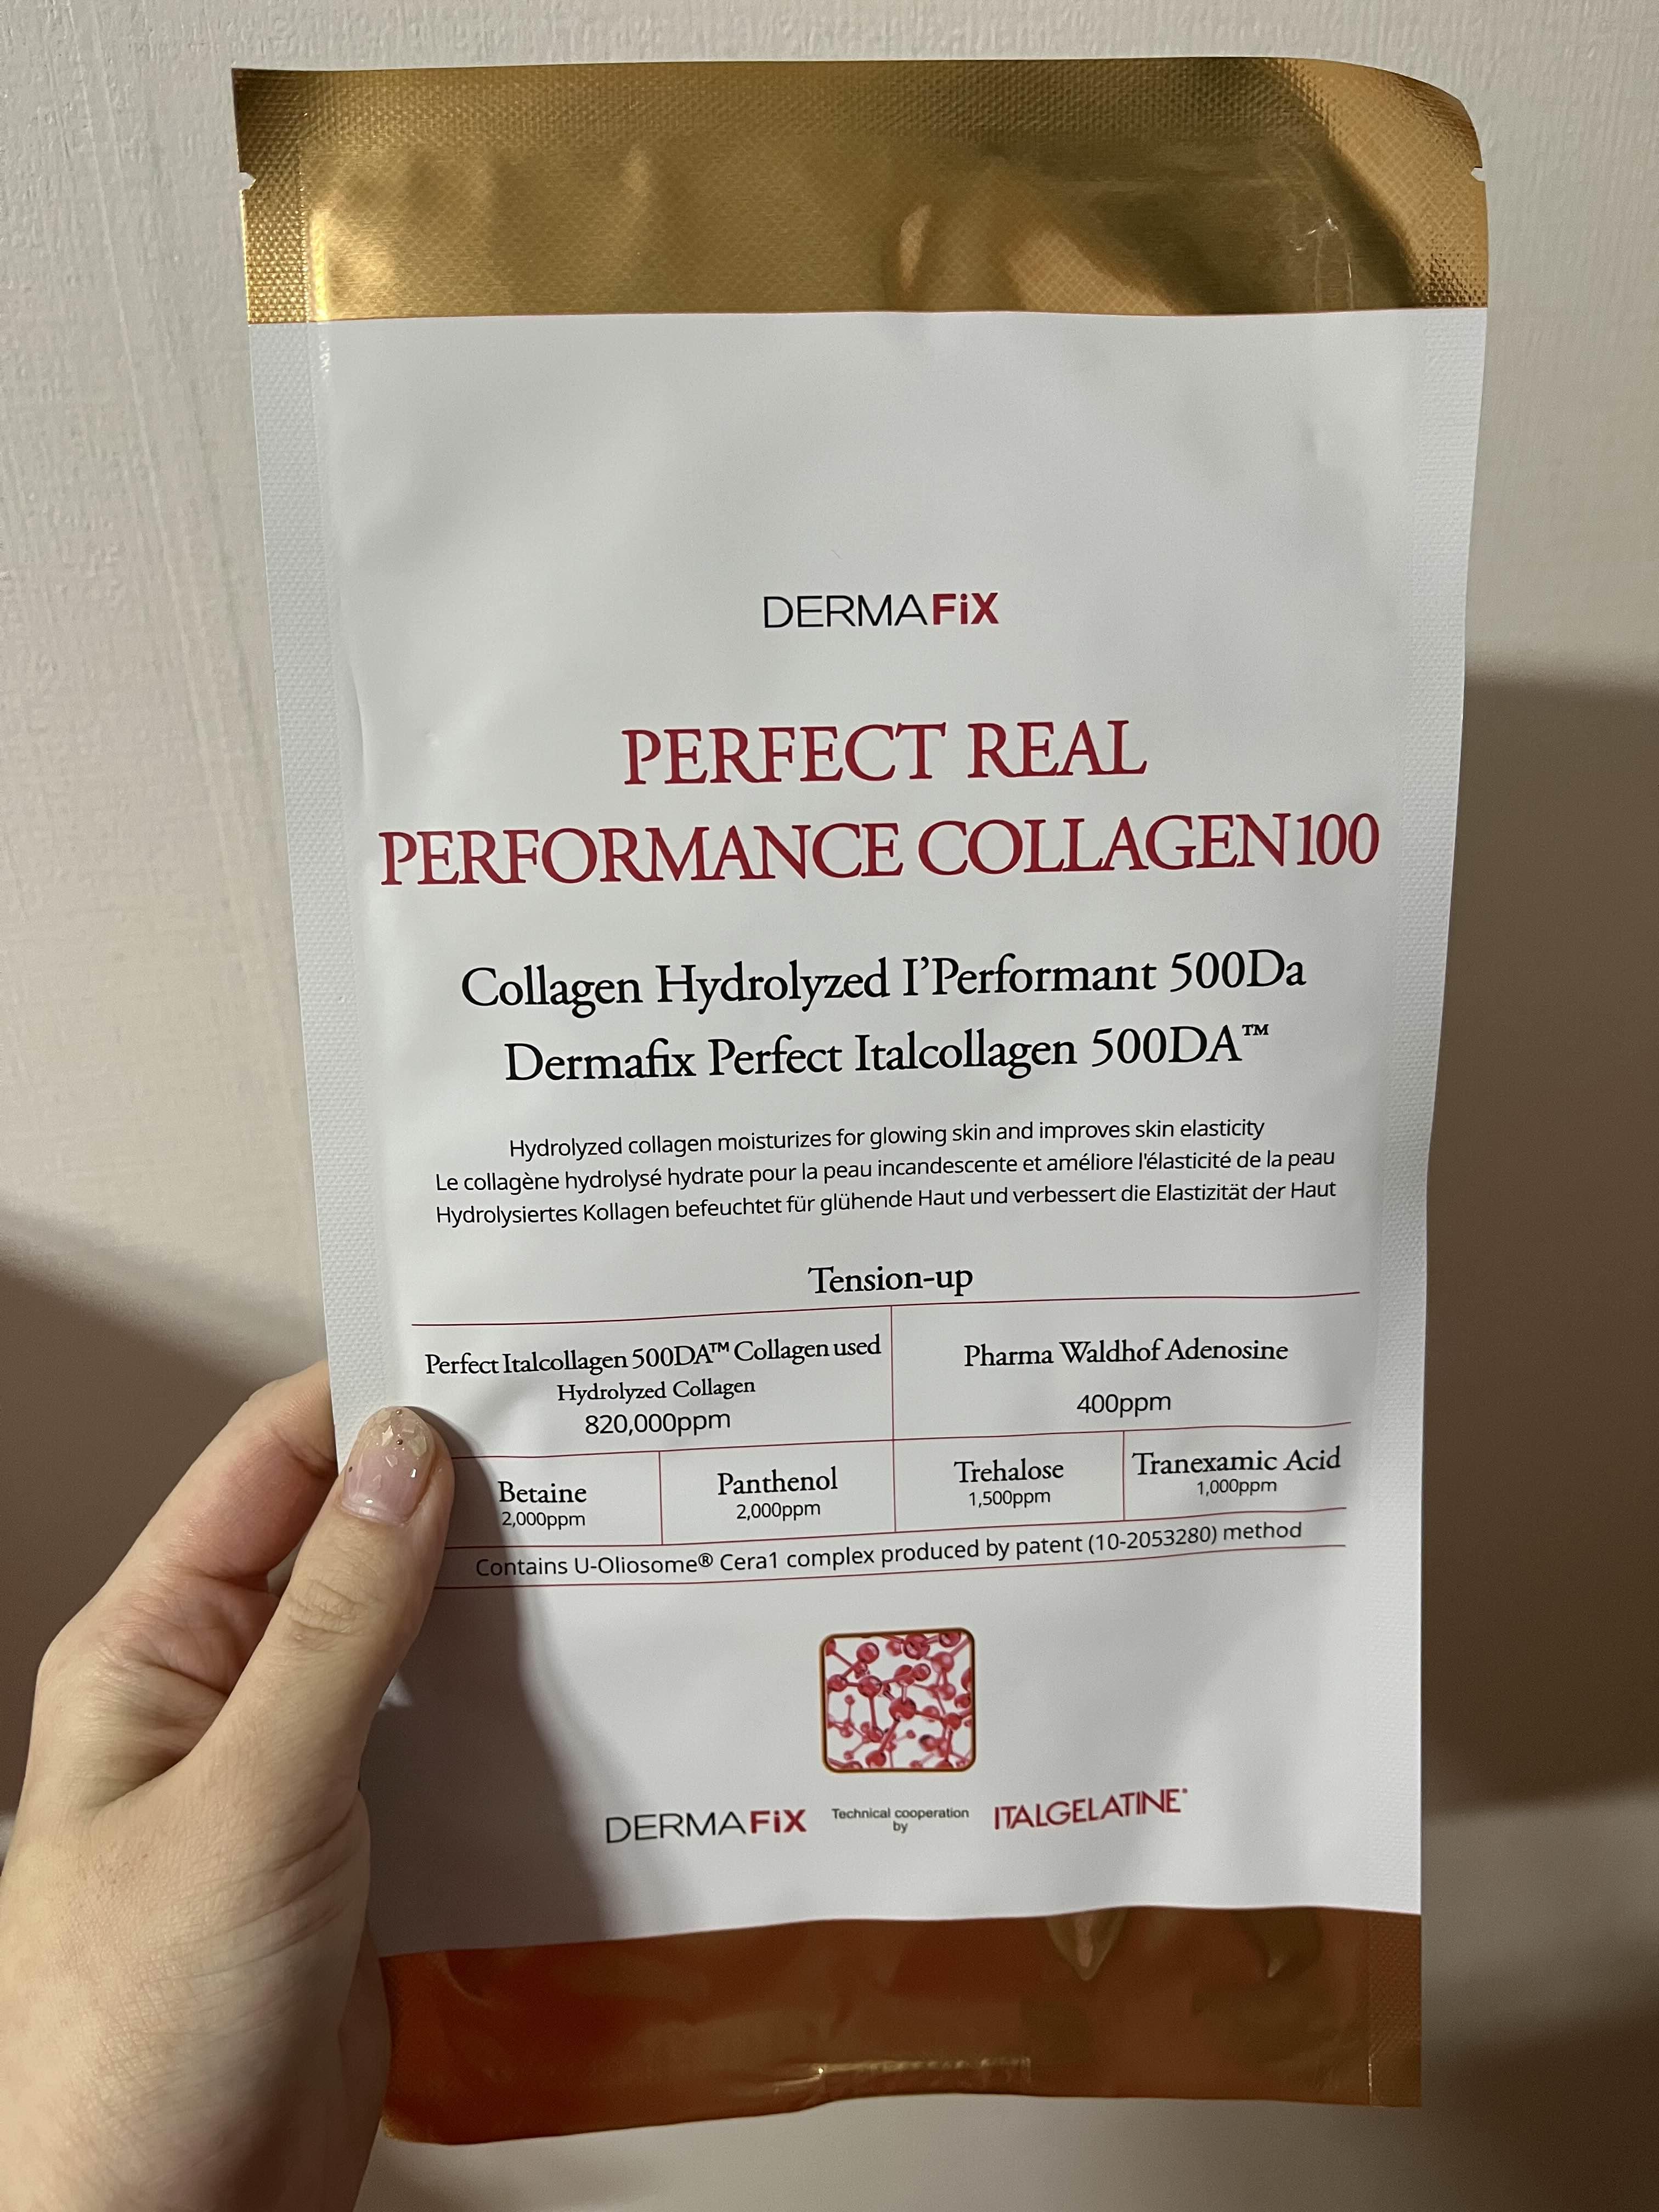 DERMAFiX
PERFECT REAL
PERFORMANCE COLLAGEN100
Collagen Hydrolyzed I'Performant 500Da
Dermafix Perfect Italcollagen 500DA™
Hydrolyzed collagen moisturizes for glowing skin and improves skin elasticity
Le collagène hydrolysé hydrate pour la peau incandescente et améliore l'élasticité de la peau
Hydrolysiertes Kollagen befeuchtet für glühende Haut und verbessert die Elastizität der Haut
Tension-up
Perfect Italcollagen 500DA™ Collagen used
Hydrolyzed Collagen
820,000ppm
Pharma Waldhof Adenosine
400ppm
Betaine
2,000ppm
Panthenol
2,000ppm
Trehalose
1,500ppm
Tranexamic Acid
1,000ppm
Contains U-Oliosome® Cera1 complex produced by patent (10-2053280) method
DERMAFiX
Technical cooperation
by
ITALGELATINE